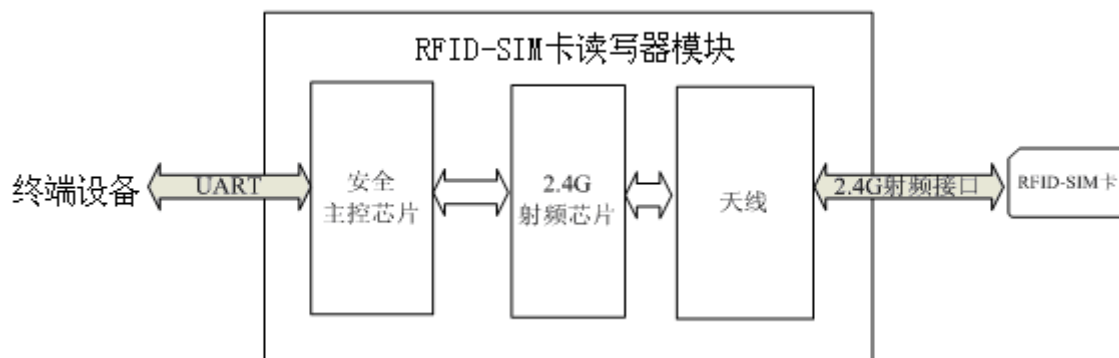 RFID-SIM卡读写器模块
终端设备
UART
安全
主控芯片
2.4G
射频芯片
天线
2.4G射频接口
RFID-SIM卡